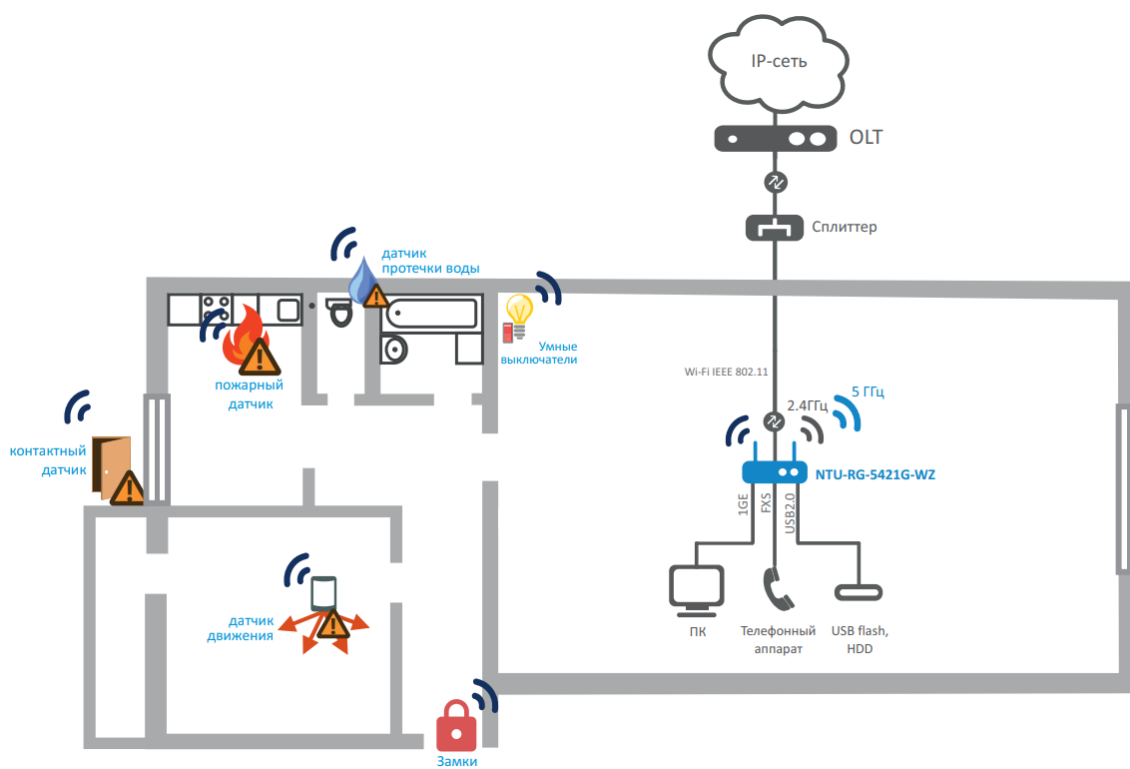 IP-сеть
OLT
Сплиттер
датчик
протечки воды
Умные
выключатели
пожарный
датчик
контактный
датчик
Wi-Fi IEEE 802.11
2.4ГГц
5 ГГц
NTU-RG-5421G-WZ
1GE
FXS
USB2.0
датчик
движения
ПК
Телефонный
аппарат
USB flash,
HDD
Замки